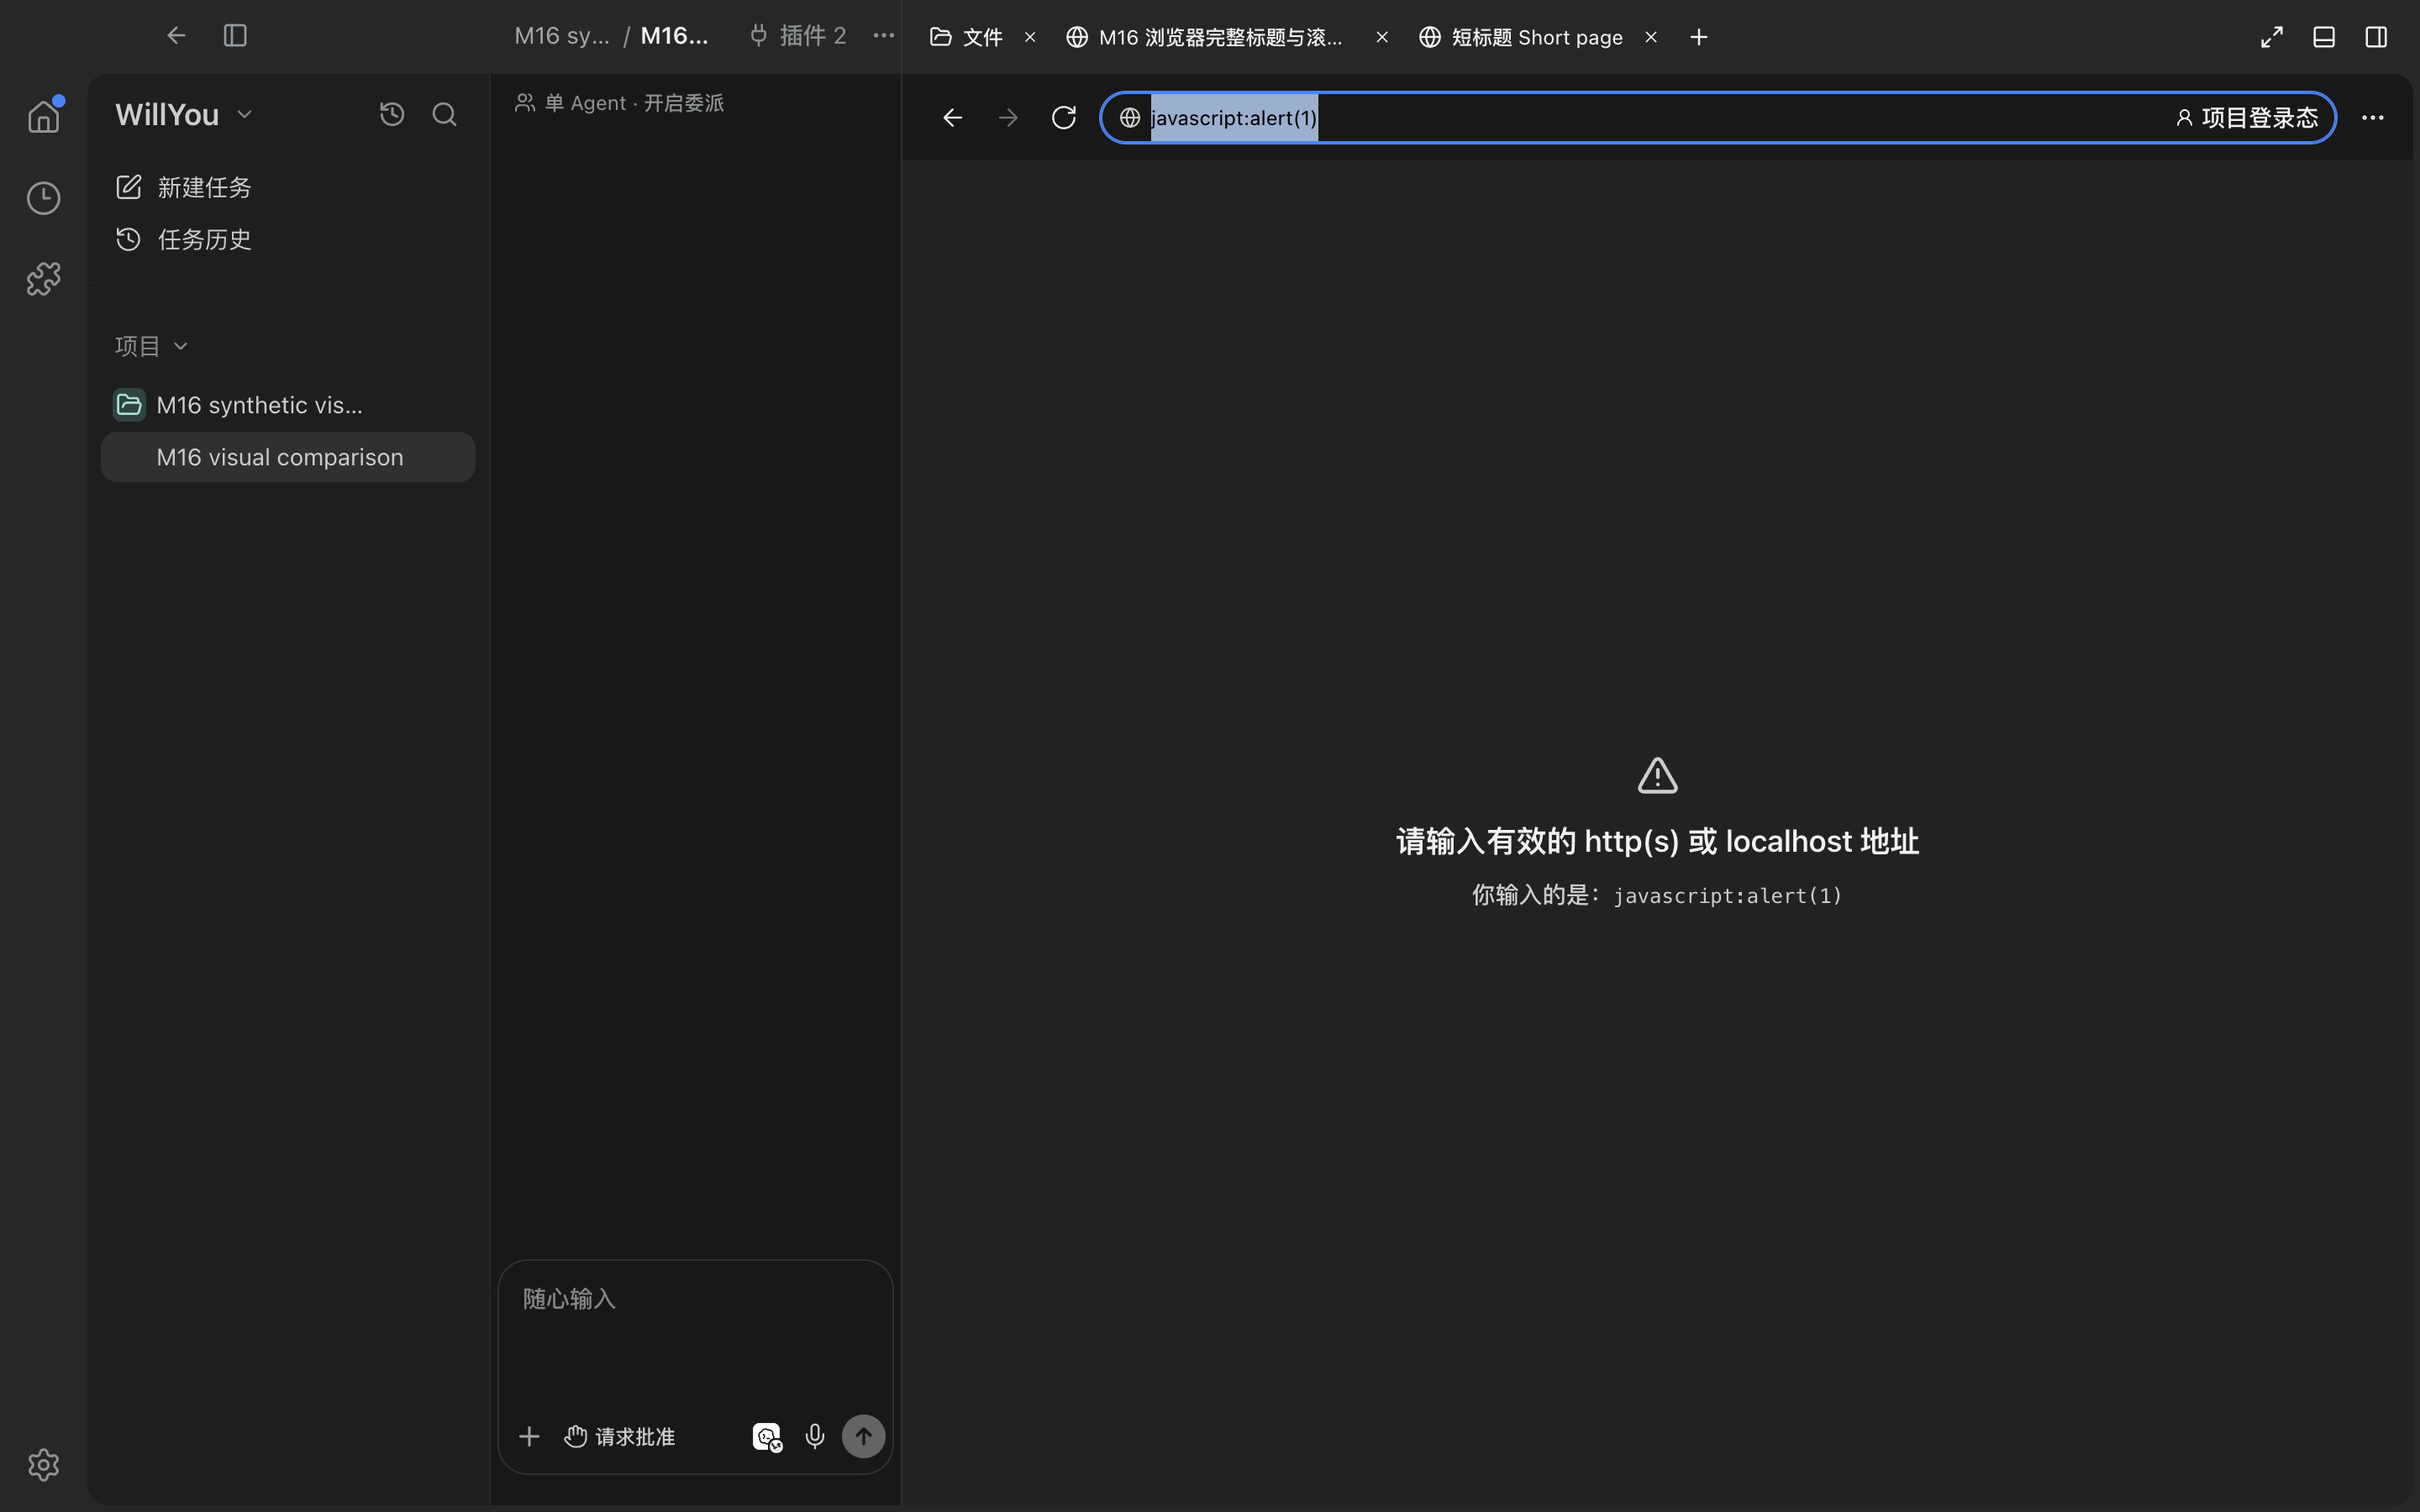 M16 sy... / M16... 插件 2
文件
M16 浏览器完整标题与滚...
短标题 Short page
WillYou
新建任务
任务历史
项目
M16 synthetic vis...
M16 visual comparison
单 Agent · 开启委派
随心输入
请求批准
javascript:alert(1)
项目登录态
请输入有效的 http(s) 或 localhost 地址
你输入的是：javascript:alert(1)